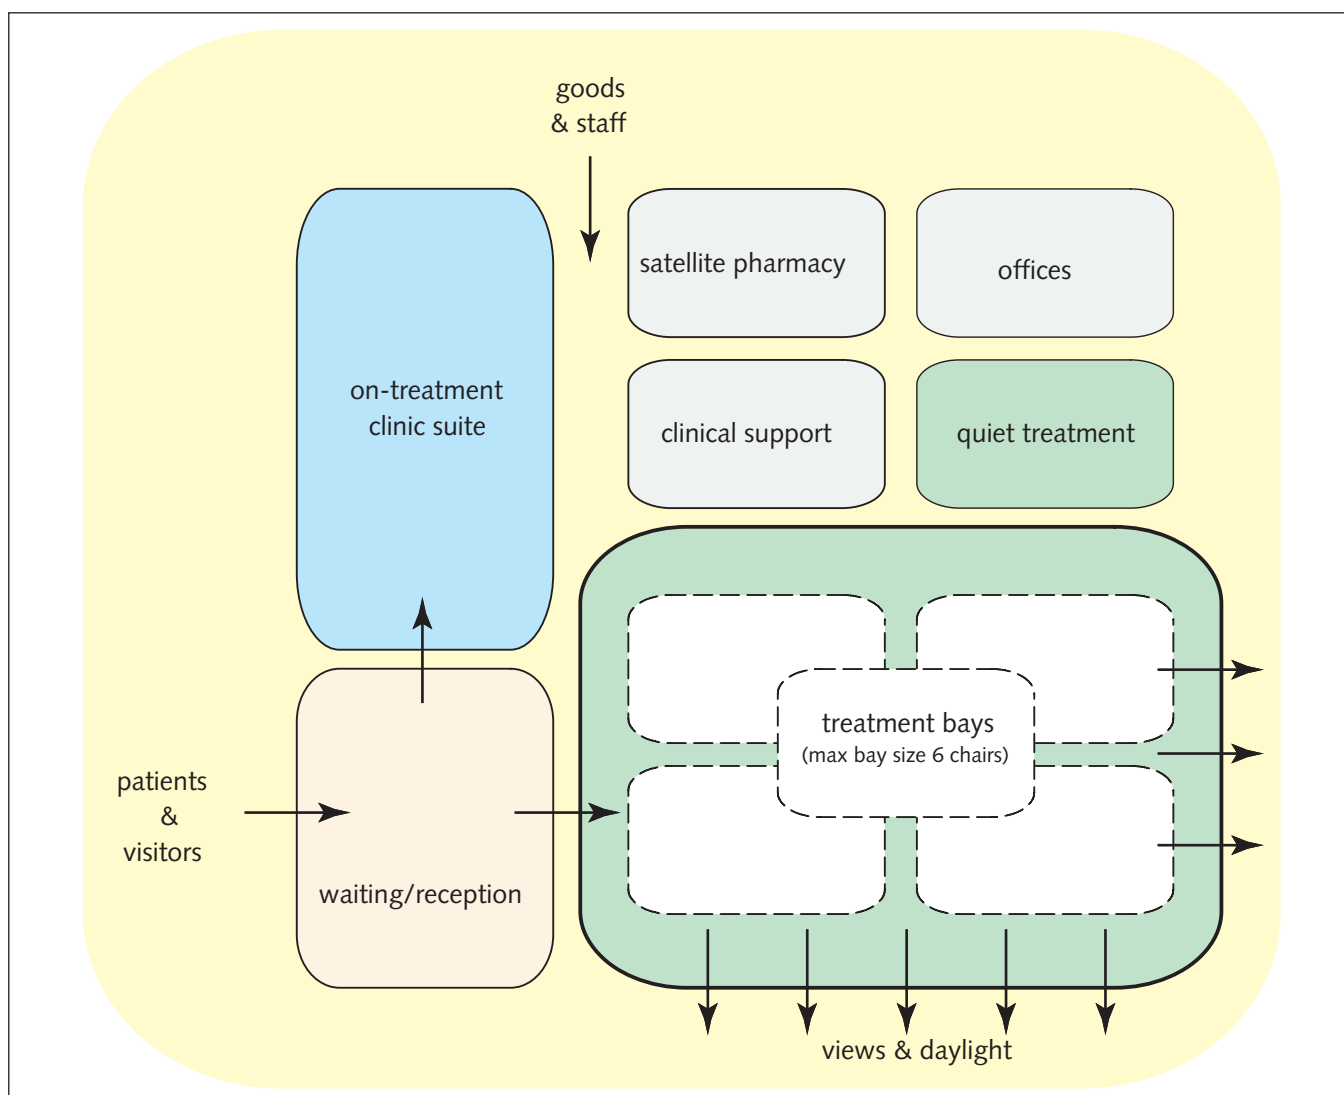 goods
& staff
satellite pharmacy
offices
on-treatment
clinic suite
clinical support
quiet treatment
treatment bays
(max bay size 6 chairs)
patients
&
visitors
waiting/reception
views & daylight